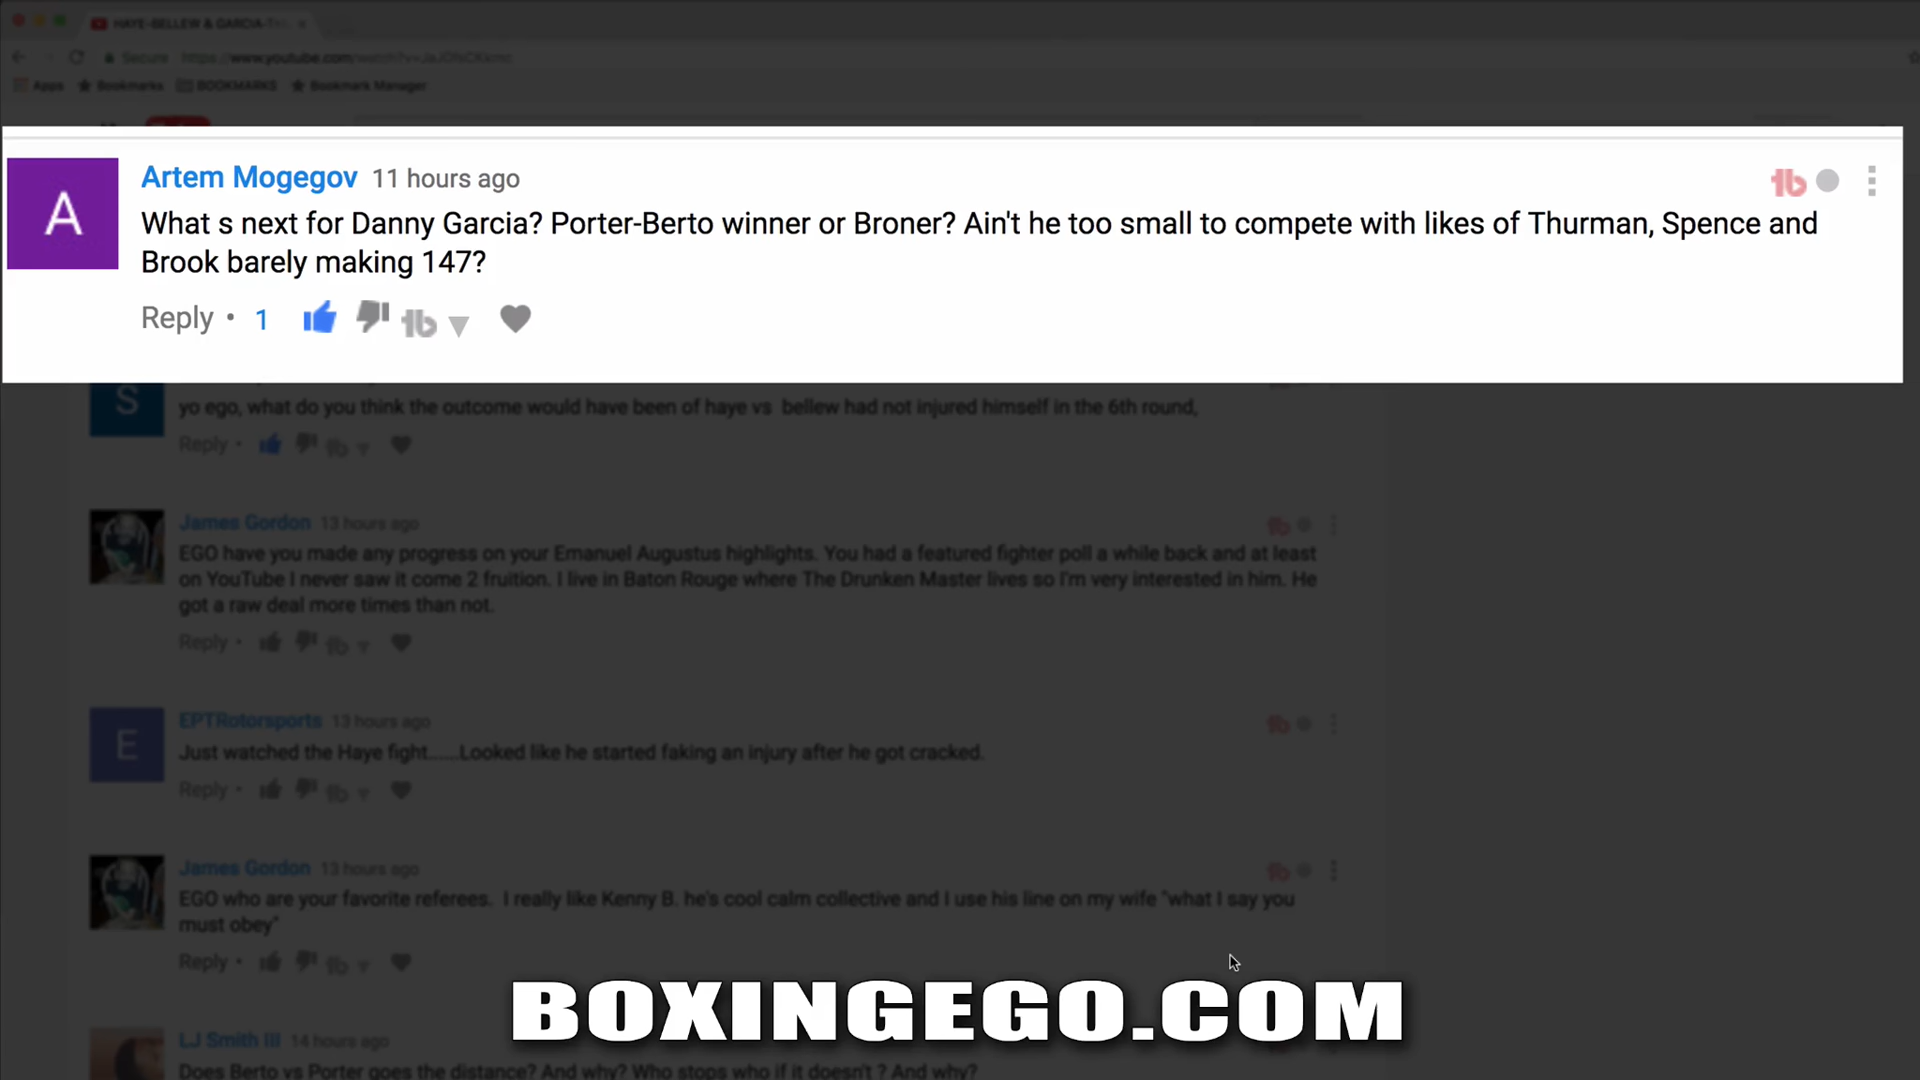 HAYE-BELLEW & GARCIA-TH
Secure https://www.youtube.com/watch?v=
Apps Bookmarks BOOKMARKS Bookmark Manager
A
Artem Mogegov 11 hours ago
What s next for Danny Garcia? Porter-Berto winner or Broner? Ain't he too small to compete with likes of Thurman, Spence and
Brook barely making 147?
Reply • 1
S
yo ego, what do you think the outcome would have been of haye vs bellew had not injured himself in the 6th round,
Reply •
James Gordon 13 hours ago
EGO have you made any progress on your Emanuel Augustus highlights. You had a featured fighter poll a while back and at least
on YouTube I never saw it come 2 fruition. I live in Baton Rouge where The Drunken Master lives so I'm very interested in him. He
got a raw deal more times than not.
Reply •
E
EPTRotorsports 13 hours ago
Just watched the Haye fight......Looked like he started faking an injury after he got cracked.
Reply •
James Gordon 13 hours ago
EGO who are your favorite referees. I really like Kenny B. he's cool calm collective and I use his line on my wife "what I say you
must obey"
Reply •
BOXINGEGO.COM
LJ Smith III 14 hours ago
Does Berto vs Porter goes the distance? And why? Who stops who if it doesn't ? And why?